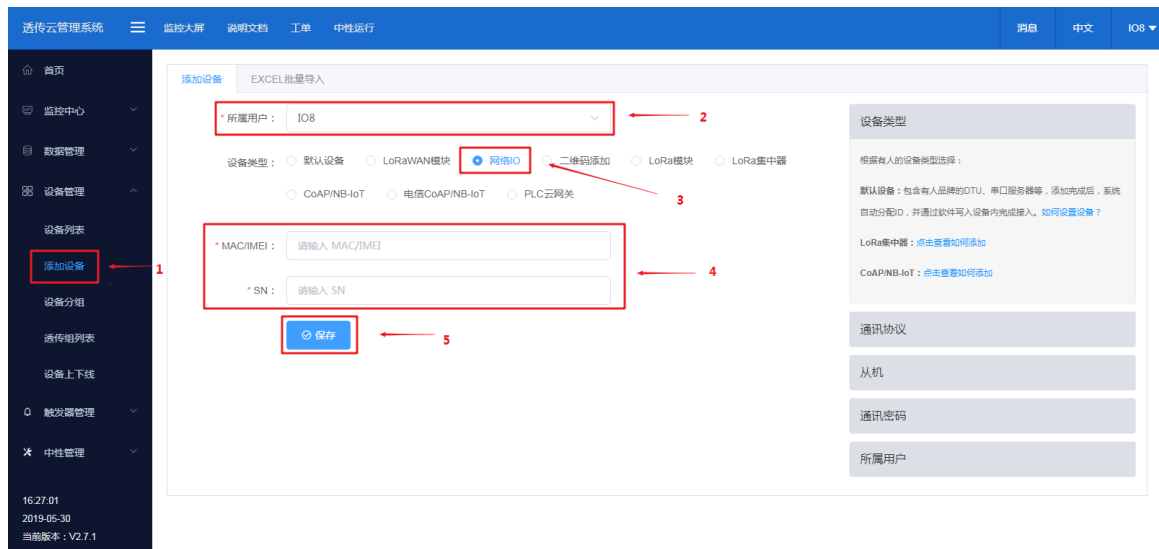 透传云管理系统 监控大屏 说明文档 工单 中性运行 消息 中文 IO8
首页
监控中心
数据管理
设备管理
设备列表
添加设备
设备分组
透传组列表
设备上下线
触发器管理
中性管理
16:27:01
2019-05-30
当前版本：V2.7.1
1
添加设备 EXCEL批量导入
* 所属用户： IO8
2
设备类型： 默认设备 LoRaWAN模块 网络IO 二维码添加 LoRa模块 LoRa集中器
CoAP/NB-IoT 电信CoAP/NB-IoT PLC云网关
3
* MAC/IMEI： 请输入 MAC/IMEI
4
* SN： 请输入 SN
保存
5
设备类型
根据有人的设备类型选择：
默认设备：包含有人品牌的DTU、串口服务器等，添加完成后，系统
自动分配ID，并通过软件写入设备内完成接入。如何设置设备？
LoRa集中器：点击查看如何添加
CoAP/NB-IoT：点击查看如何添加
通讯协议
从机
通讯密码
所属用户